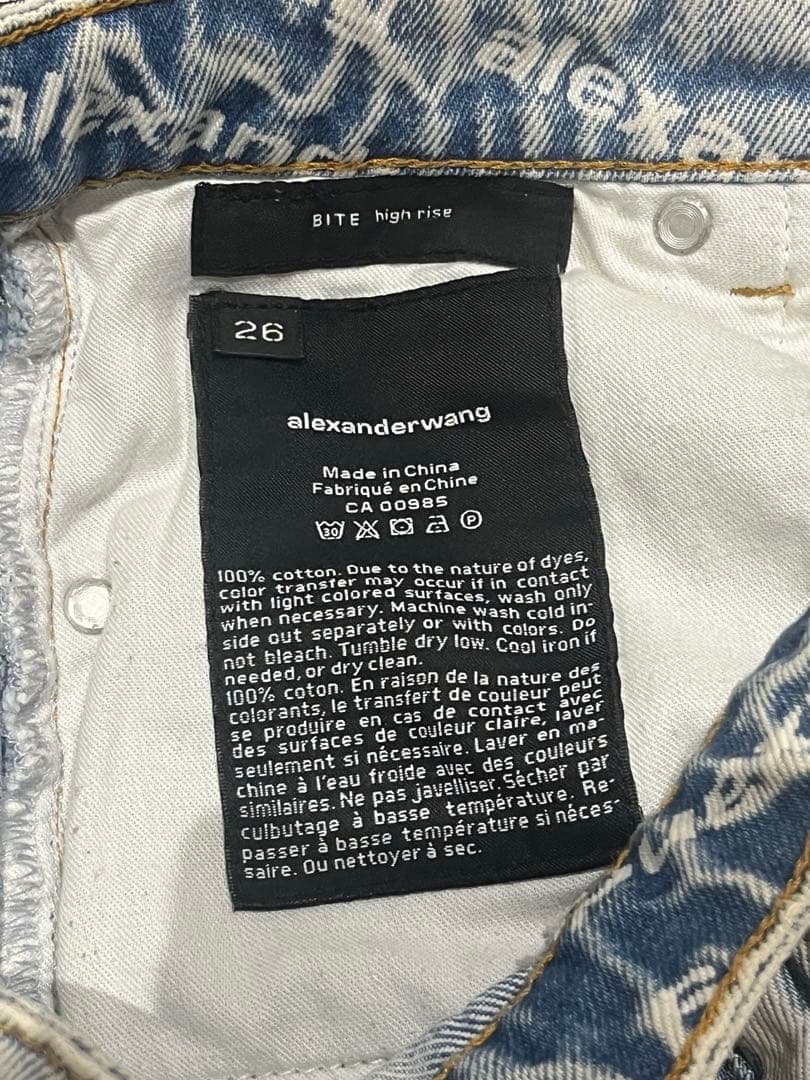 alexan
alexa
BITE high rise
26
alexanderwang
Made in China
Fabriqué en Chine
CA 00985
30 P
100% cotton. Due to the nature of dyes,
color transfer may occur if in contact
with light colored surfaces, wash only
when necessary. Machine wash cold in-
side out separately or with colors. Do
not bleach. Tumble dry low. Cool iron if
needed, or dry clean.
100% coton. En raison de la nature des
colorants, le transfert de couleur peut
se produire en cas de contact avec
des surfaces de couleur claire, laver
seulement si nécessaire. Laver en ma-
chine à l'eau froide avec des couleurs
similaires. Ne pas javelliser. Sécher par
culbutage à basse température. Re-
passer à basse température si néces-
saire. Ou nettoyer à sec.